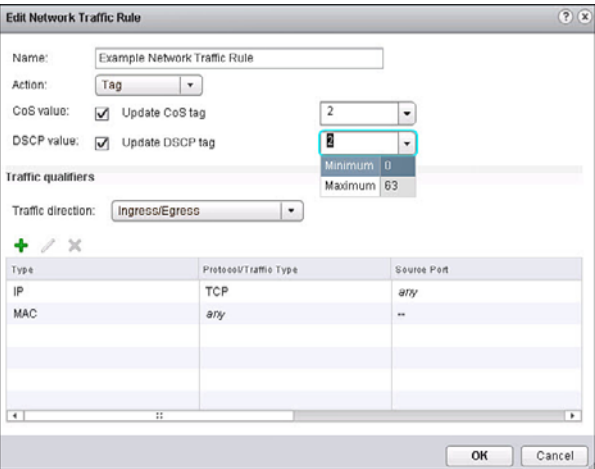 Edit Network Traffic Rule
Name: Example Network Traffic Rule
Action: Tag
CoS value: Update CoS tag 2
DSCP value: Update DSCP tag 2
Minimum 0
Maximum 63
Traffic qualifiers
Traffic direction: Ingress/Egress
Type Protocol/Traffic Type Source Port
IP TCP any
MAC any --
OK Cancel